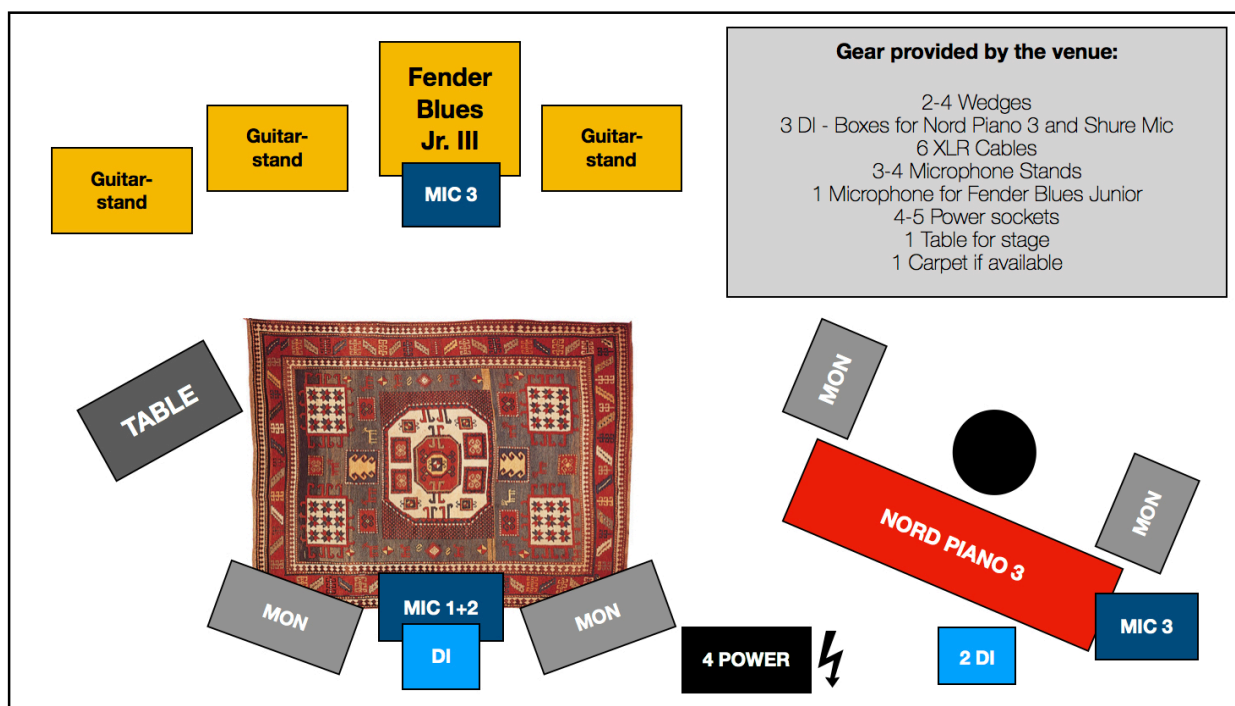 Fender
Blues
Jr. III
MIC 3
Guitar-
stand
Guitar-
stand
Guitar-
stand
Gear provided by the venue:
2-4 Wedges
3 DI - Boxes for Nord Piano 3 and Shure Mic
6 XLR Cables
3-4 Microphone Stands
1 Microphone for Fender Blues Junior
4-5 Power sockets
1 Table for stage
1 Carpet if available
TABLE
MON
MON
NORD PIANO 3
MON
MIC 1+2
MON
DI
4 POWER
2 DI
MIC 3